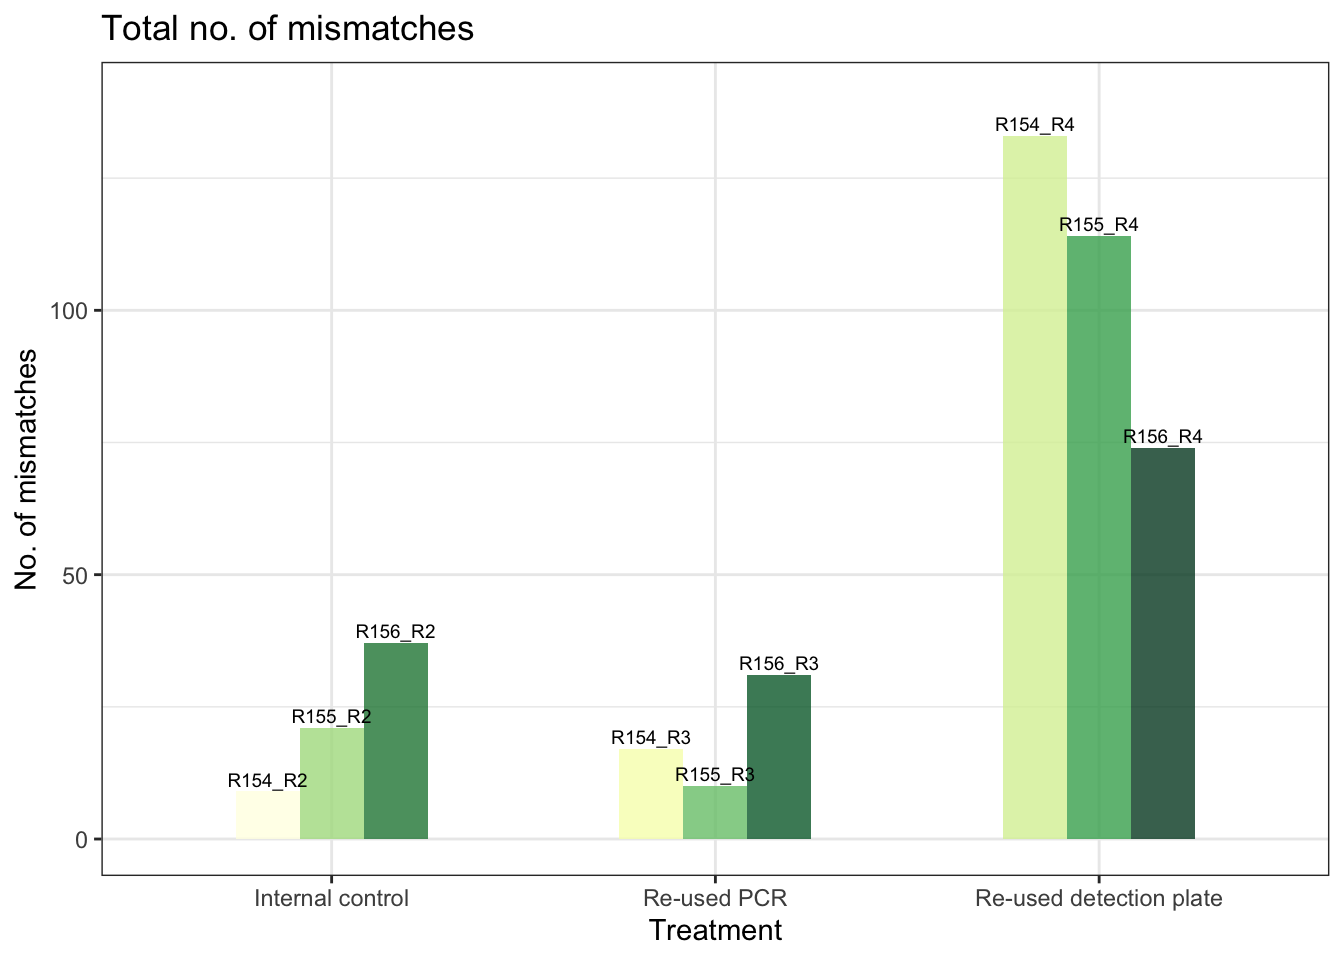 Total no. of mismatches
No. of mismatches
100
50
0
R154_R2
R155_R2
R156_R2
R154_R3
R155_R3
R156_R3
R154_R4
R155_R4
R156_R4
Internal control
Re-used PCR
Re-used detection plate
Treatment